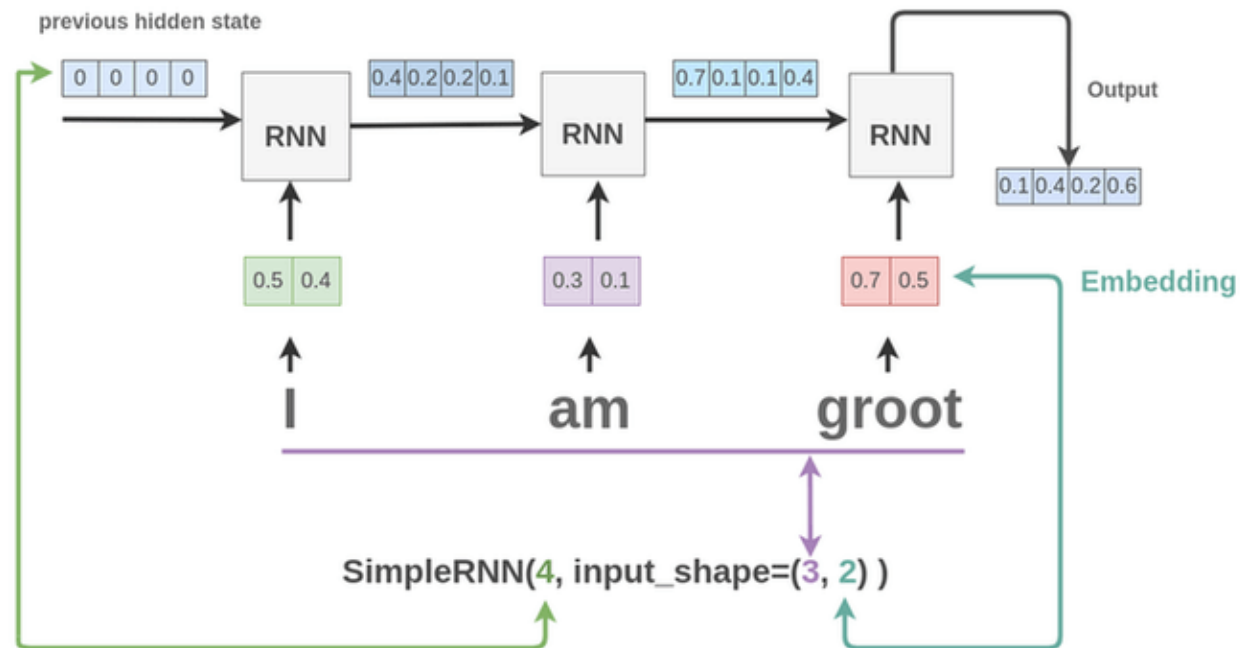 previous hidden state
0 0 0 0
0.4 0.2 0.2 0.1
0.7 0.1 0.1 0.4
Output
RNN
RNN
RNN
0.1 0.4 0.2 0.6
0.5 0.4
0.3 0.1
0.7 0.5
Embedding
I am groot
SimpleRNN(4, input_shape=(3, 2) )